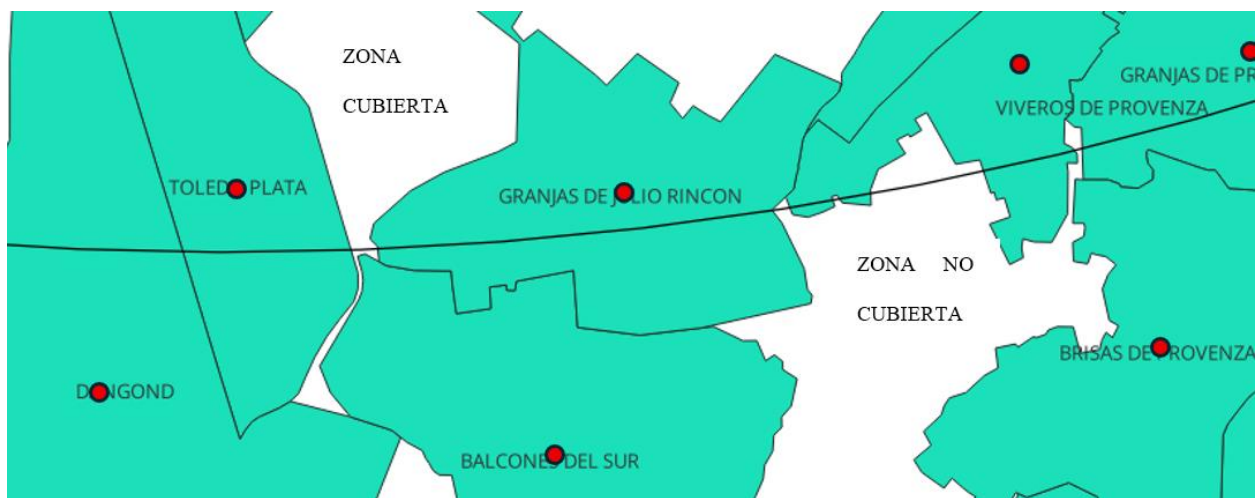 ZONA
CUBIERTA
GRANJAS DE PR
VIVEROS DE PROVENZA
TOLEDO PLATA
GRANJAS DE JULIO RINCON
ZONA NO
CUBIERTA
BRISAS DE PROVENZA
BALCONES DEL SUR